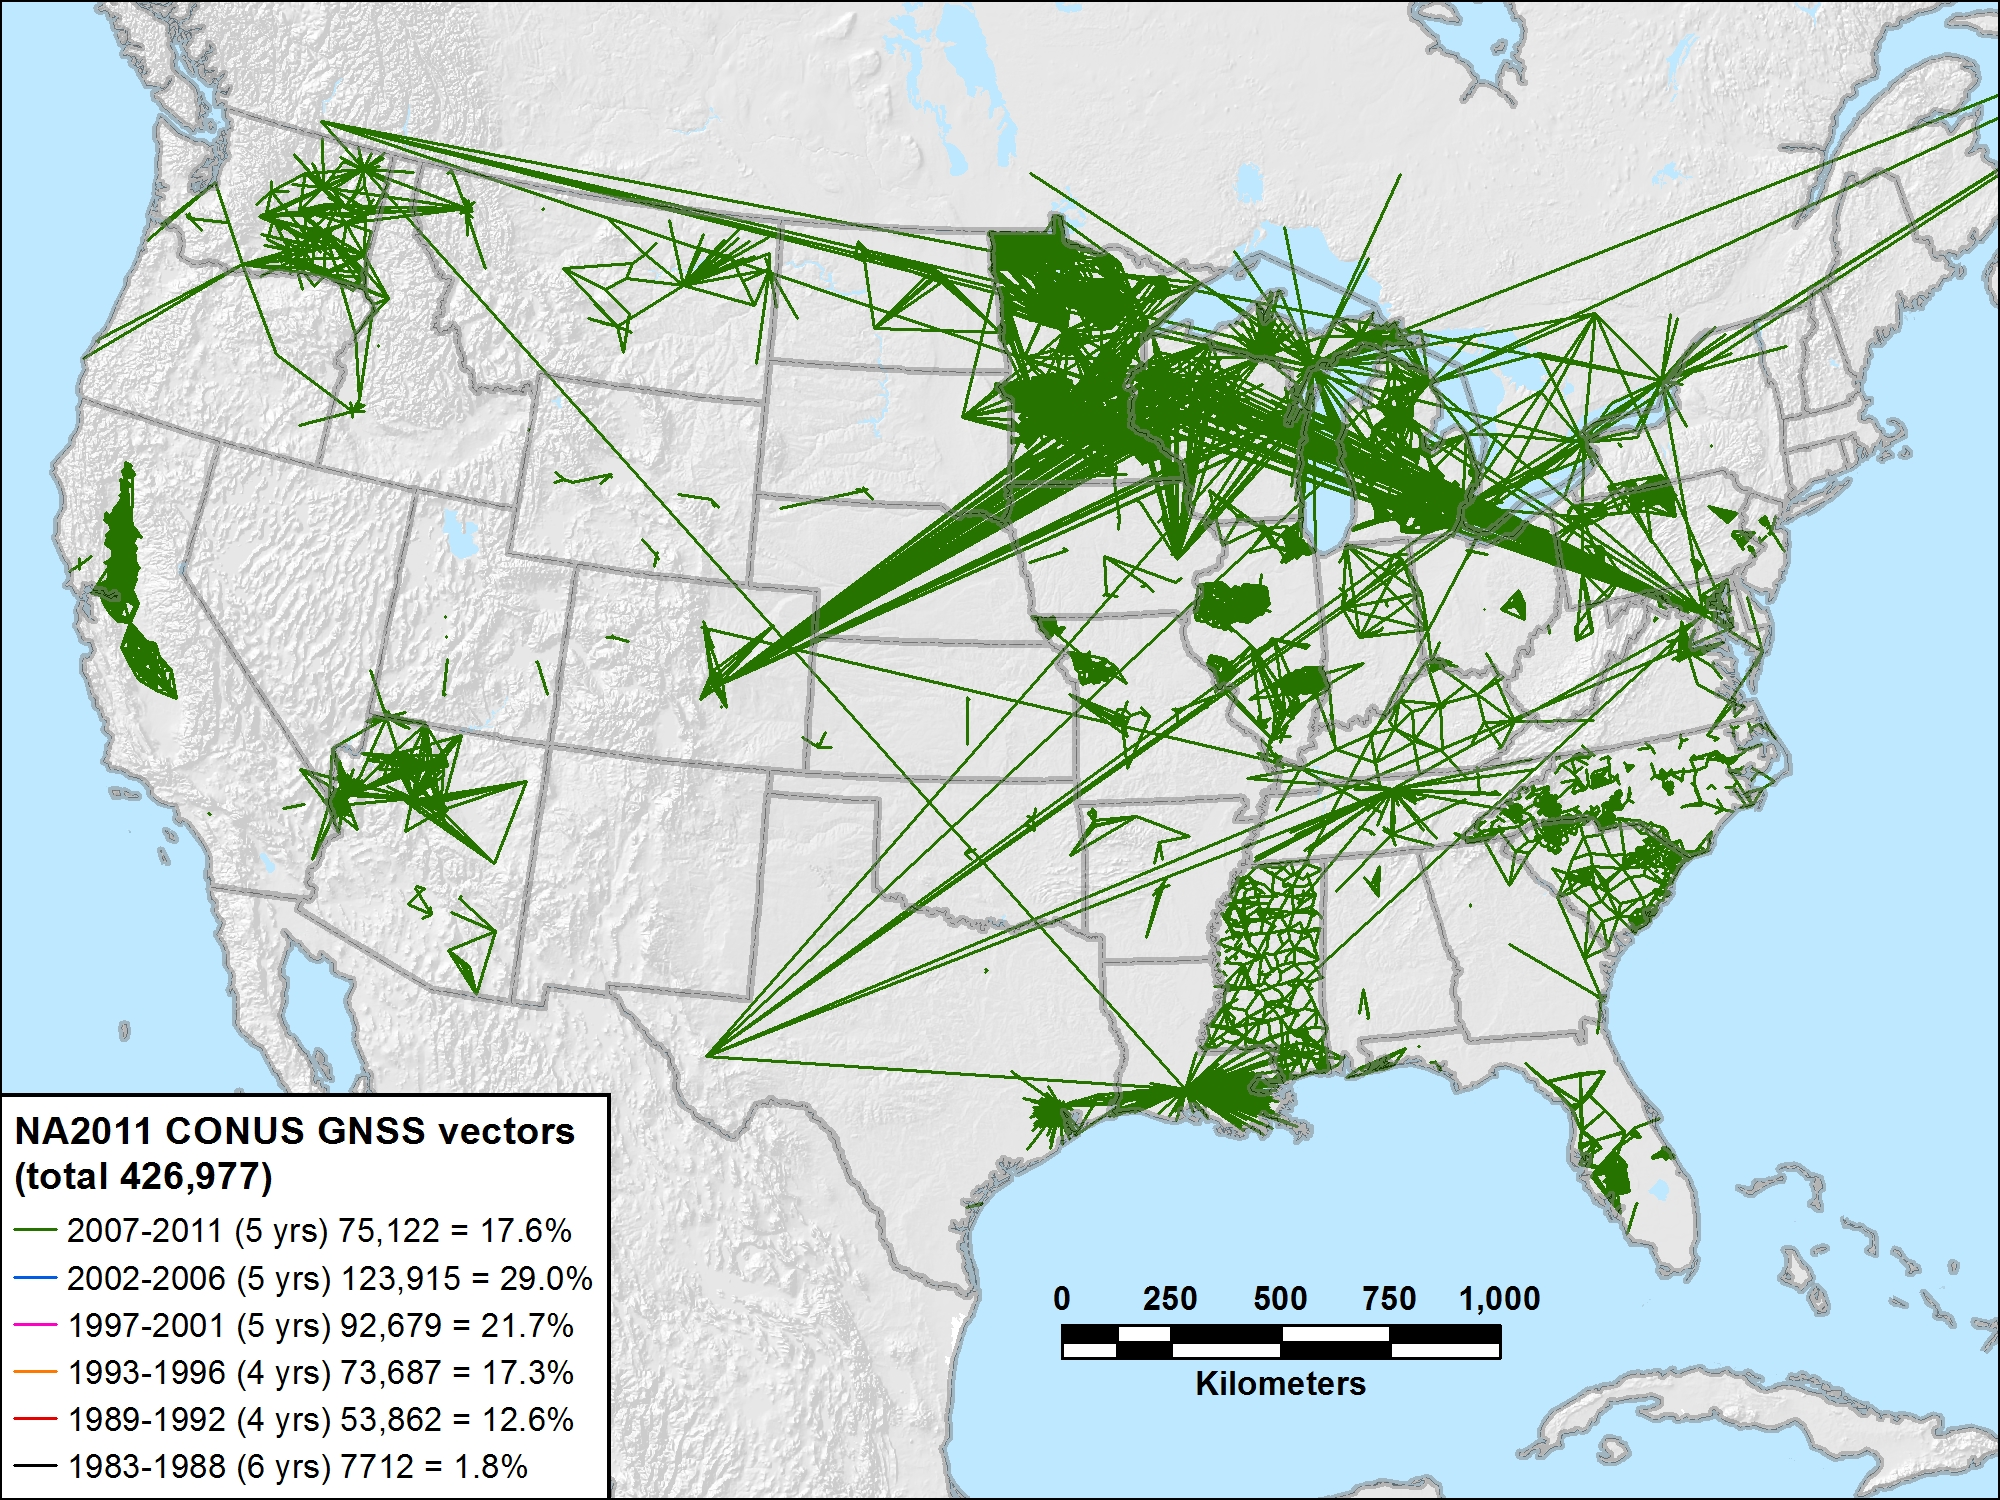 NA2011 CONUS GNSS vectors
(total 426,977)
2007-2011 (5 yrs) 75,122 = 17.6%
2002-2006 (5 yrs) 123,915 = 29.0%
1997-2001 (5 yrs) 92,679 = 21.7%
1993-1996 (4 yrs) 73,687 = 17.3%
1989-1992 (4 yrs) 53,862 = 12.6%
1983-1988 (6 yrs) 7712 = 1.8%
0 250 500 750 1,000
Kilometers